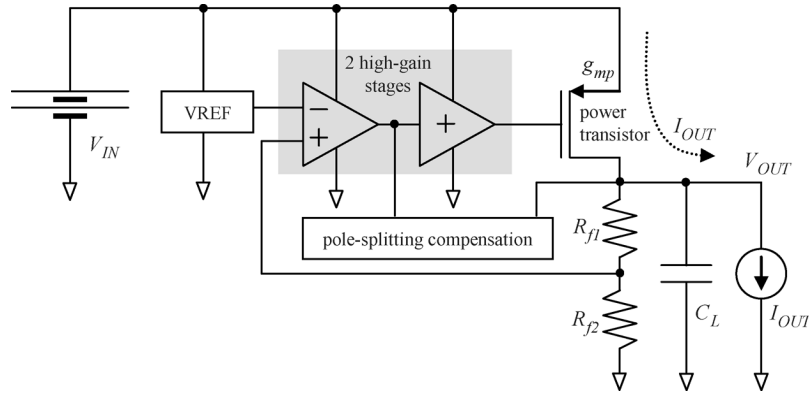 2 high-gain
stages
g_mp
VREF
−
+
+
power
transistor
I_OUT
V_IN
V_OUT
pole-splitting compensation
R_f1
R_f2
C_L
I_OUT